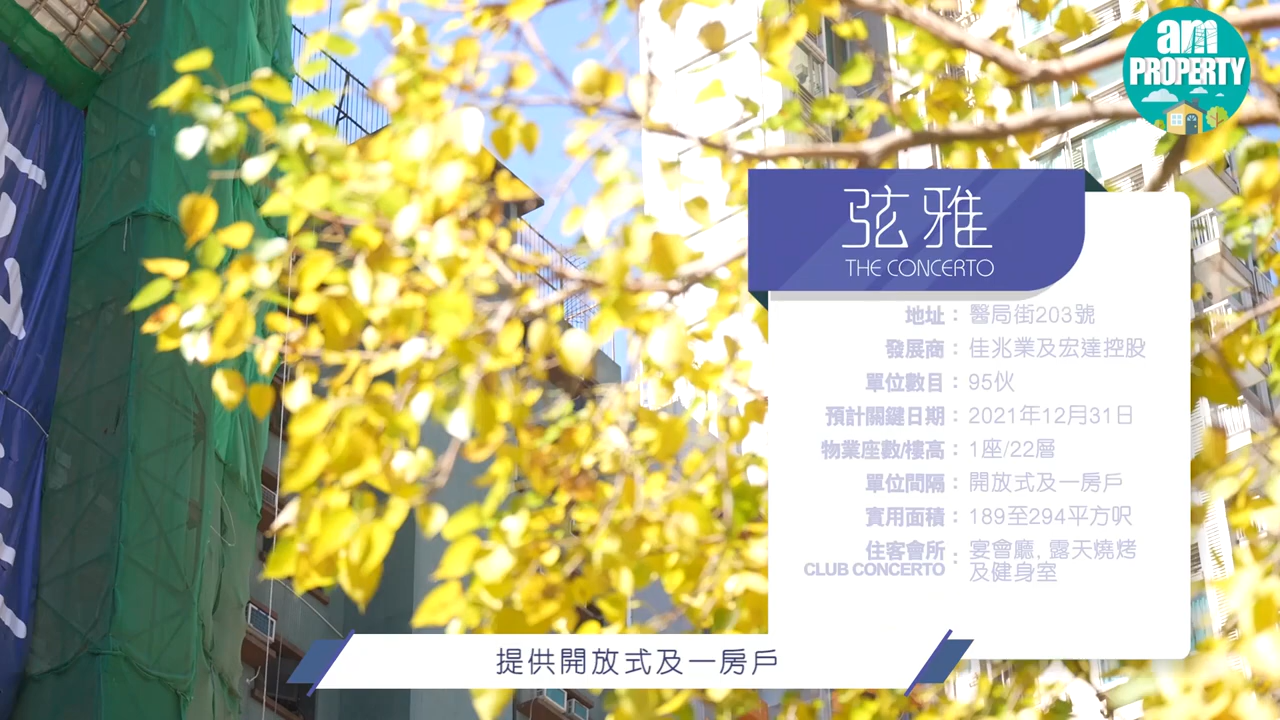 am
PROPERTY
弦雅
THE CONCERTO
地址：醫局街203號
發展商：佳兆業及宏達控股
單位數目：95伙
預計關鍵日期：2021年12月31日
物業座數/樓高：1座/22層
單位間隔：開放式及一房戶
實用面積：189至294平方呎
住客會所
CLUB CONCERTO：宴會廳, 露天燒烤
及健身室
提供開放式及一房戶